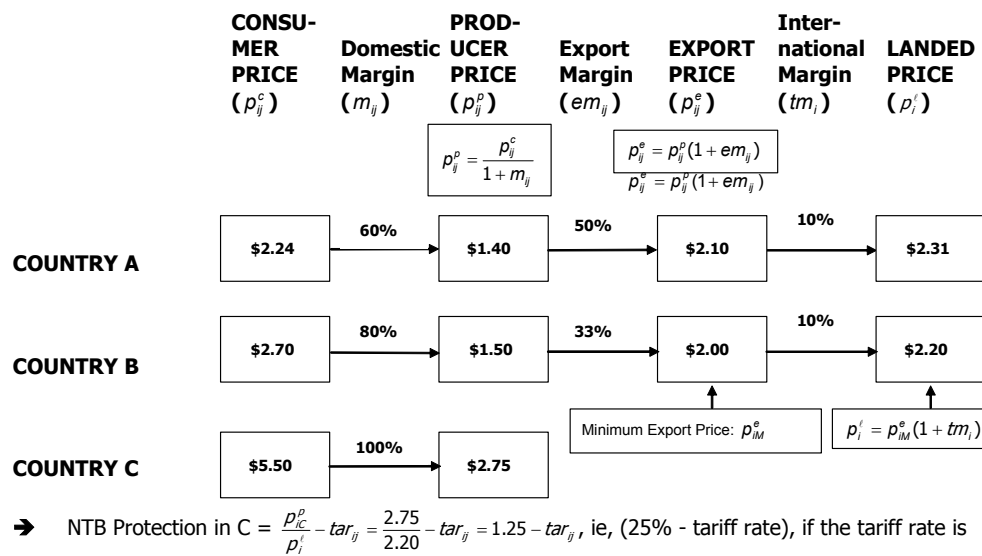 CONSU-
MER
PRICE
(p^c_ij)
Domestic
Margin
(m_ij)
PROD-
UCER
PRICE
(p^p_ij)
Export
Margin
(em_ij)
EXPORT
PRICE
(p^e_ij)
Inter-
national
Margin
(tm_i)
LANDED
PRICE
(p^ℓ_i)
p^p_ij = p^c_ij / (1 + m_ij)
p^e_ij = p^p_ij (1 + em_ij)
p^e_ij = p^p_ij (1 + em_ij)
COUNTRY A
$2.24
60%
$1.40
50%
$2.10
10%
$2.31
COUNTRY B
$2.70
80%
$1.50
33%
$2.00
10%
$2.20
Minimum Export Price: p^e_iM
p^ℓ_i = p^e_iM (1 + tm_i)
COUNTRY C
$5.50
100%
$2.75
➔ NTB Protection in C = p^p_iC / p^ℓ_i − tar_ij = 2.75 / 2.20 − tar_ij = 1.25 − tar_ij, ie, (25% - tariff rate), if the tariff rate is